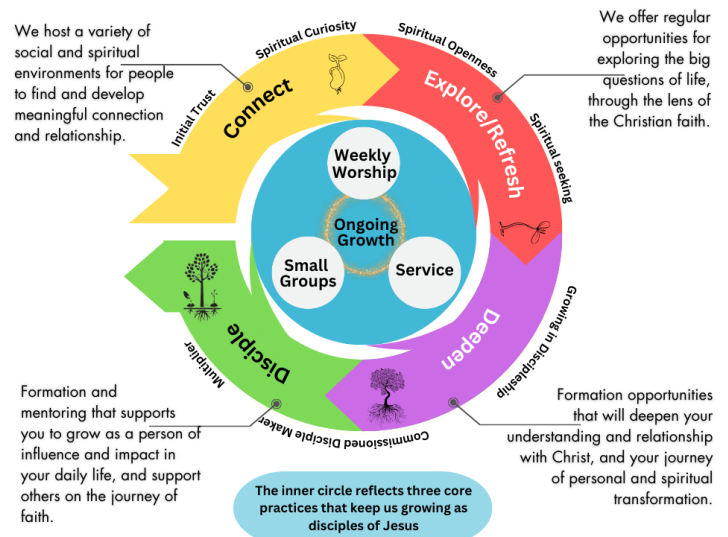 We host a variety of
social and spiritual
environments for people
to find and develop
meaningful connection
and relationship.
Initial Trust
Spiritual Curiosity
Connect
Spiritual Openness
Explore/Refresh
Spiritual seeking
We offer regular
opportunities for
exploring the big
questions of life,
through the lens of
the Christian faith.
Weekly
Worship
Ongoing
Growth
Small
Groups
Service
Growing in Discipleship
Deepen
Commissioned Disciple Maker
Disciple
Multiplier
Formation and
mentoring that supports
you to grow as a person of
influence and impact in
your daily life, and support
others on the journey of
faith.
Formation opportunities
that will deepen your
understanding and relationship
with Christ, and your journey
of personal and spiritual
transformation.
The inner circle reflects three core
practices that keep us growing as
disciples of Jesus